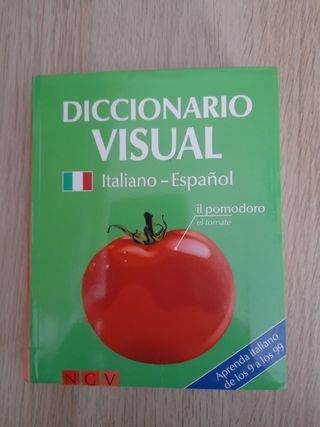 DICCIONARIO
VISUAL
Italiano – Español
il pomodoro
el tomate
Aprenda italiano
de los 9 a los 99
NGV